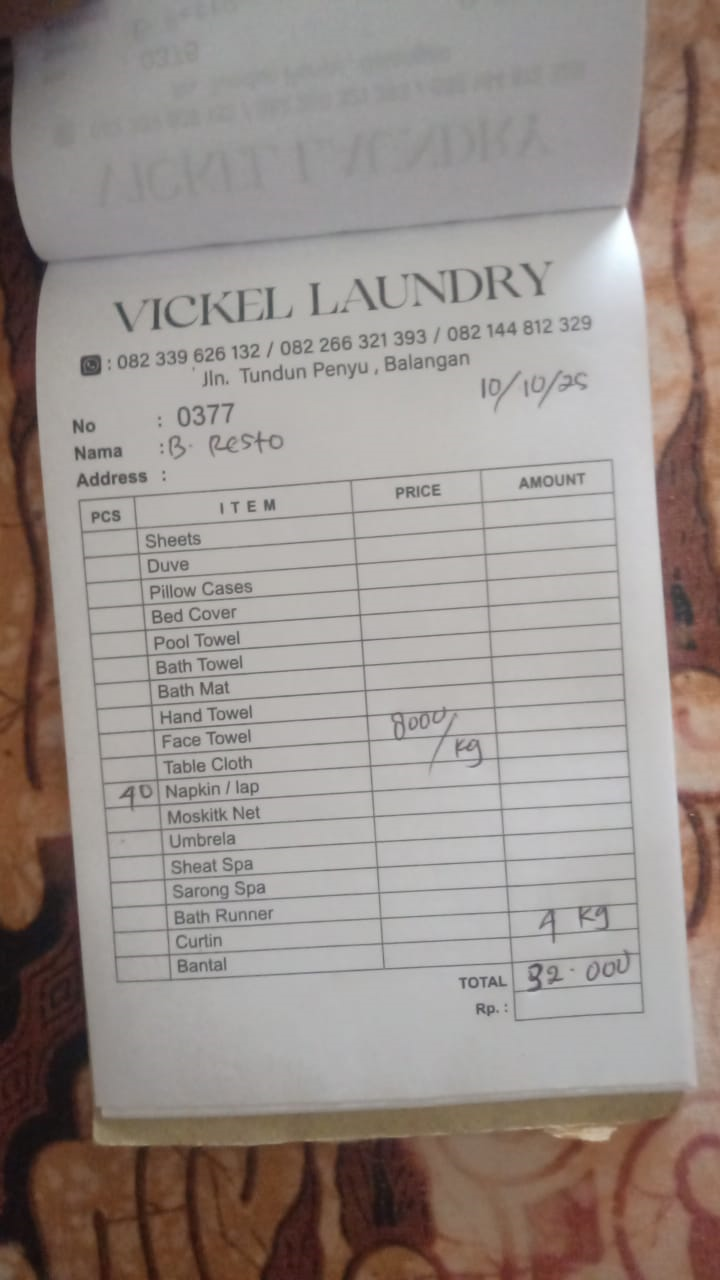 0319
VICKEL LAUNDRY
VICKEL LAUNDRY
: 082 339 626 132 / 082 266 321 393 / 082 144 812 329
Jln. Tundun Penyu , Balangan
10/10/25
No : 0377
Nama : B. Resto
Address :
PCS ITEM PRICE AMOUNT
Sheets
Duve
Pillow Cases
Bed Cover
Pool Towel
Bath Towel
Bath Mat
Hand Towel
Face Towel 8000/kg
Table Cloth
40 Napkin / lap
Moskitk Net
Umbrela
Sheat Spa
Sarong Spa
Bath Runner
Curtin 4 kg
Bantal
TOTAL 32.000
Rp. :